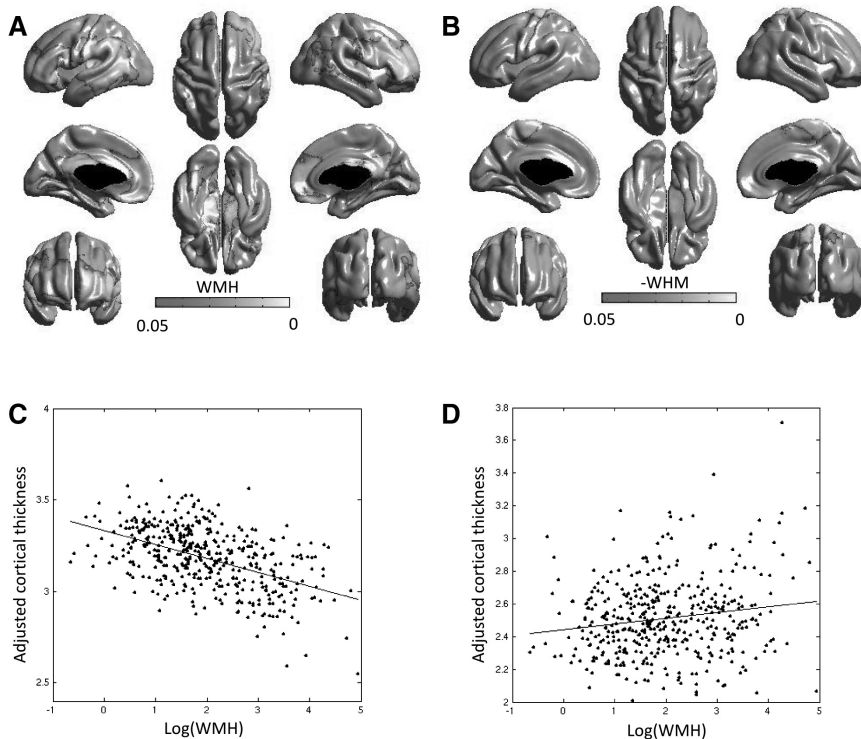 A
B
WMH
0.05 0
-WHM
0.05 0
C
Adjusted cortical thickness
4
3.5
3
2.5
-1 0 1 2 3 4 5
Log(WMH)
D
Adjusted cortical thickness
3.8
3.6
3.4
3.2
3
2.8
2.6
2.4
2.2
2
-1 0 1 2 3 4 5
Log(WMH)